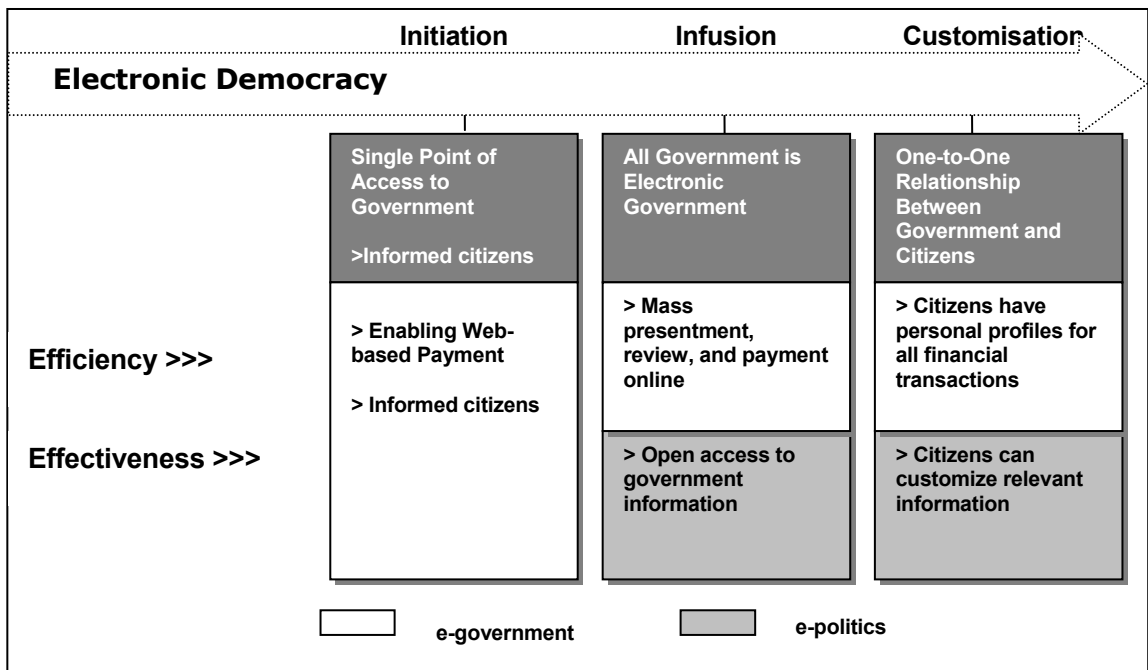 Initiation Infusion Customisation
Electronic Democracy
Single Point of
Access to
Government
>Informed citizens
All Government is
Electronic
Government
One-to-One
Relationship
Between
Government and
Citizens
Efficiency >>>
> Enabling Web-
based Payment
> Informed citizens
> Mass
presentment,
review, and payment
online
> Citizens have
personal profiles for
all financial
transactions
Effectiveness >>>
> Open access to
government
information
> Citizens can
customize relevant
information
e-government
e-politics